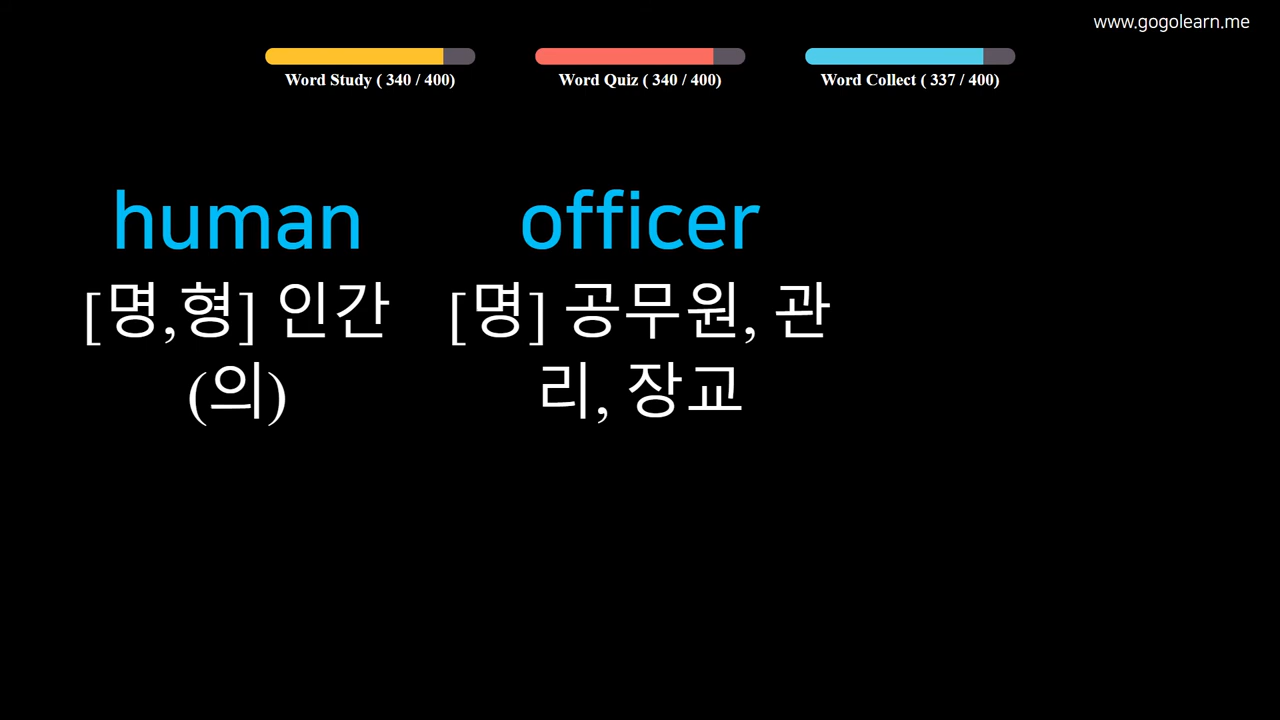 www.gogolearn.me
Word Study ( 340 / 400)
Word Quiz ( 340 / 400)
Word Collect ( 337 / 400)
human
[명,형] 인간
(의)
officer
[명] 공무원, 관
리, 장교